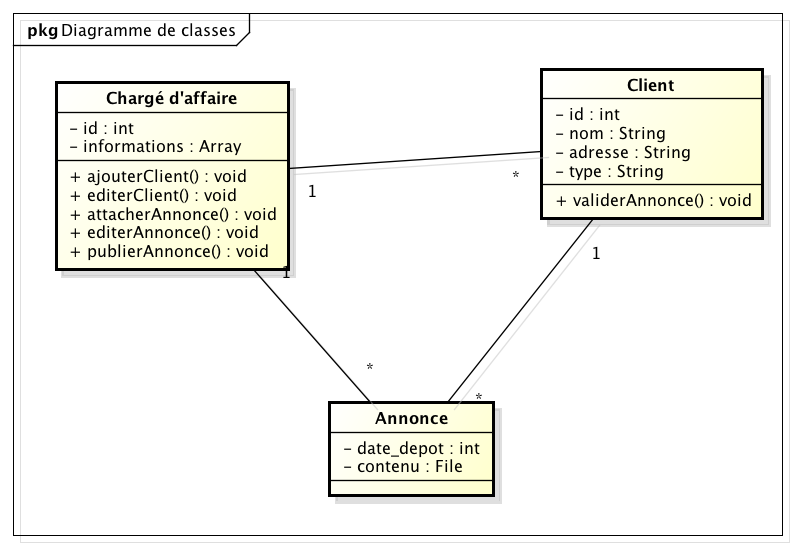 pkg Diagramme de classes
Chargé d'affaire
- id : int
- informations : Array
+ ajouterClient() : void
+ editerClient() : void
+ attacherAnnonce() : void
+ editerAnnonce() : void
+ publierAnnonce() : void
Client
- id : int
- nom : String
- adresse : String
- type : String
+ validerAnnonce() : void
1
*
1
1
*
*
Annonce
- date_depot : int
- contenu : File